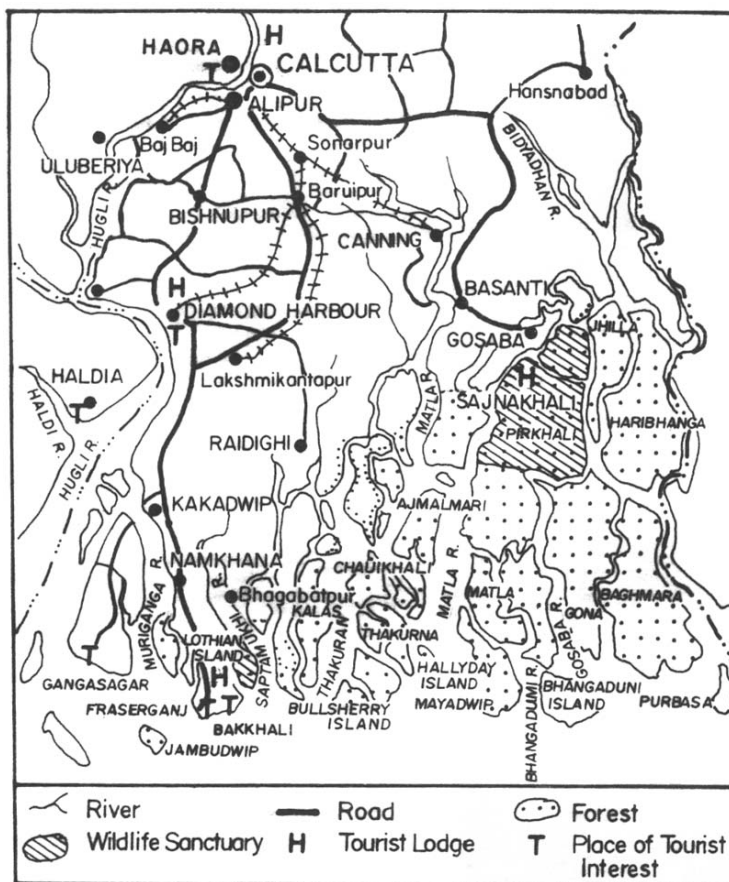 H
HAORA
T
CALCUTTA
Hansnabad
ALIPUR
Baj Baj
Sonarpur
ULUBERIYA
BIDYADHAN R.
HUGLI R.
Baruipur
BISHNUPUR
CANNING
H
BASANTI
DIAMOND HARBOUR
T
GOSABA
JHILLA
Lakshmikantapur
H
HALDIA
T
MATLA R.
SAJNAKHALI
HARIBHANGA
PIRKHALI
HALDI R.
HUGLI R.
RAIDIGHI
KAKADWIP
AJMALMARI
NAMKHANA
CHAUIKHALI
MATLA R.
MURIGANGA R.
R.
Bhagabatpur
KALAS
MATLA
BAGHMARA
GONA
GOSABA R.
LOTHIAN
ISLAND
SAPTAMUKHI
THAKURAN
THAKURNA
T
GANGASAGAR
H
HALLYDAY
ISLAND
BHANGADUNI
ISLAND
PURBASA
FRASERGANJ
T T
BULLSHERRY
ISLAND
MAYADWIP
BAKKHALI
BHANGADUMI R.
JAMBUDWIP
River Road Forest
Wildlife Sanctuary H Tourist Lodge T Place of Tourist
Interest